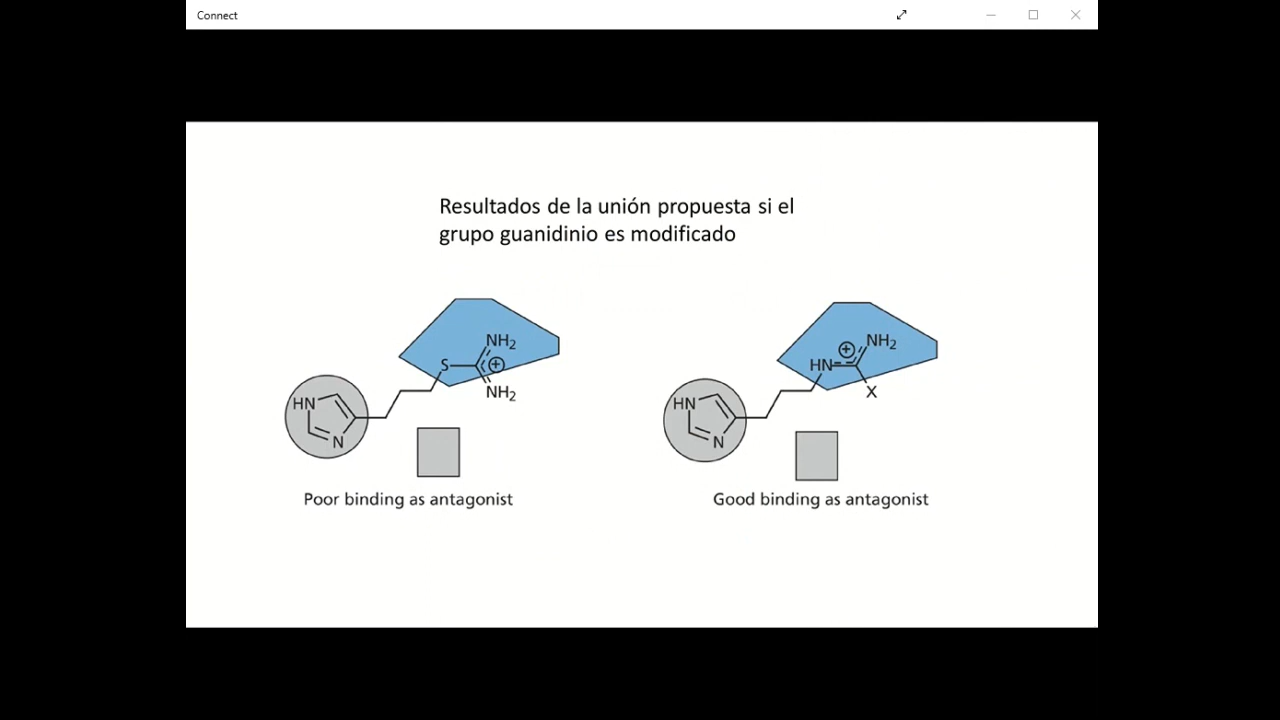 Connect
Resultados de la unión propuesta si el
grupo guanidinio es modificado
NH2
S
NH2
HN
N
Poor binding as antagonist
NH2
HN
X
HN
N
Good binding as antagonist